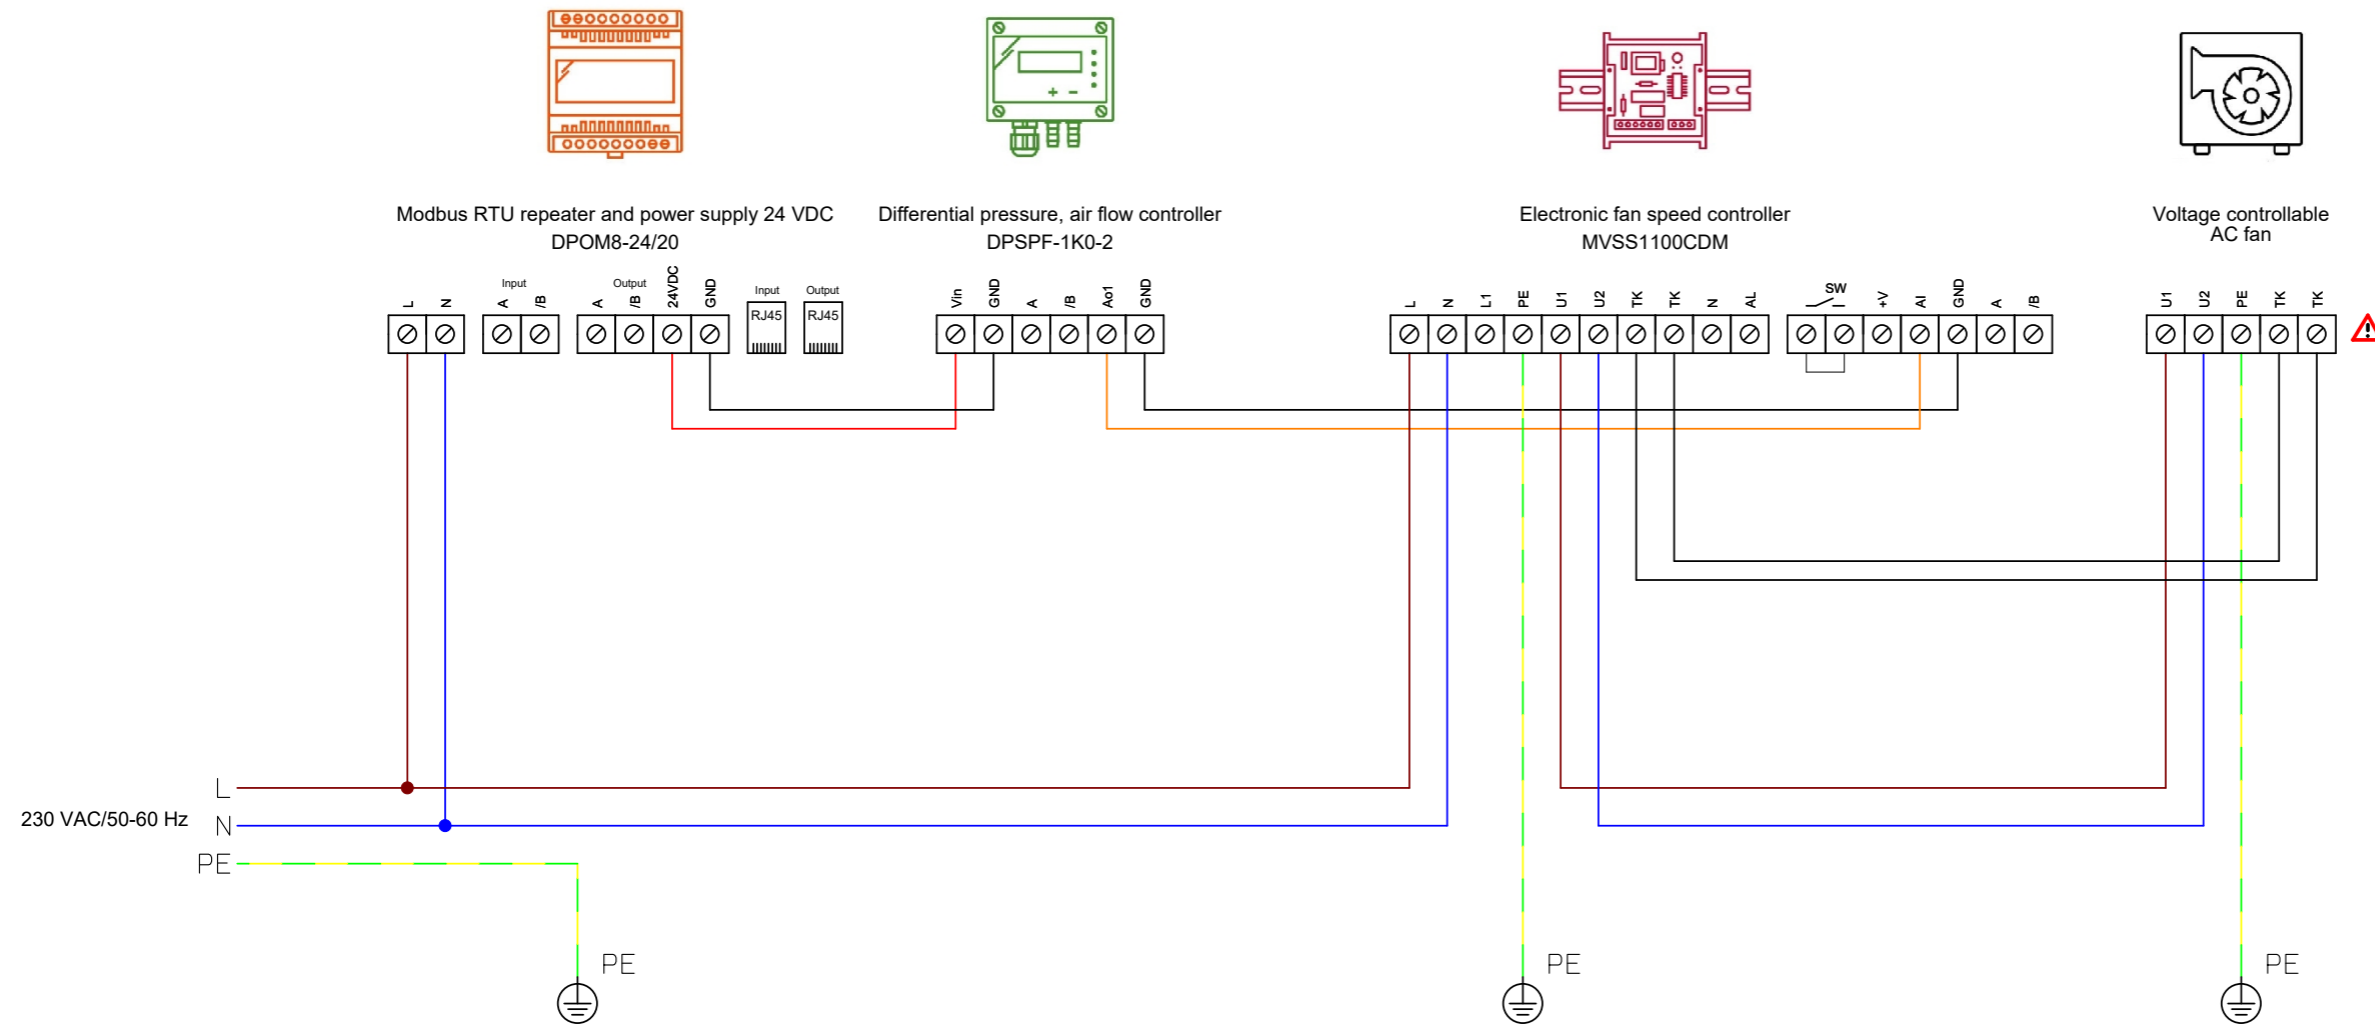 Modbus RTU repeater and power supply 24 VDC
DPOM8-24/20
Differential pressure, air flow controller
DPSPF-1K0-2
Electronic fan speed controller
MVSS1100CDM
Voltage controllable
AC fan
L
N
Input
A
/B
Output
A
/B
24VDC
GND
Input
RJ45
Output
RJ45
Vin
GND
A
/B
Ao1
GND
L
N
L1
PE
U1
U2
TK
TK
N
AL
SW
+V
AI
GND
A
/B
U1
U2
PE
TK
TK
230 VAC/50-60 Hz
L
N
PE
PE
PE
PE